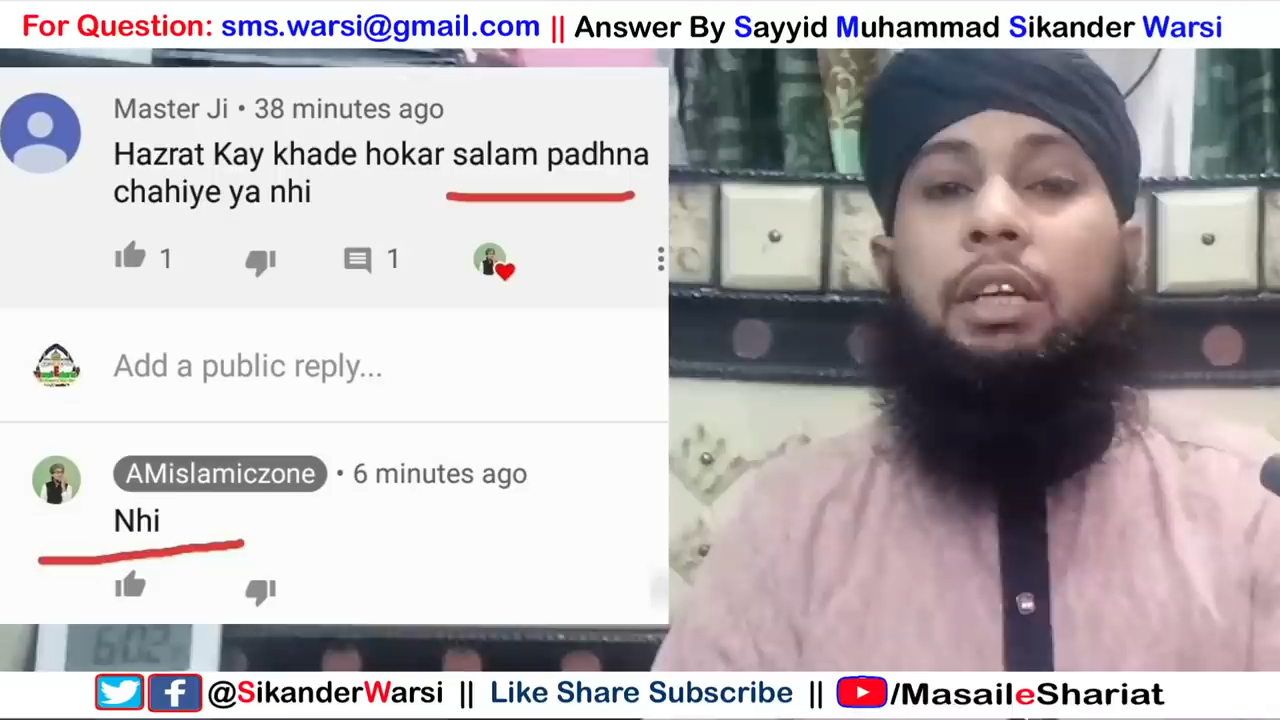 For Question: sms.warsi@gmail.com || Answer By Sayyid Muhammad Sikander Warsi
Master Ji • 38 minutes ago
Hazrat Kay khade hokar salam padhna
chahiye ya nhi
1
1
Add a public reply...
AMislamiczone • 6 minutes ago
Nhi
602
@SikanderWarsi || Like Share Subscribe || /MasaileShariat